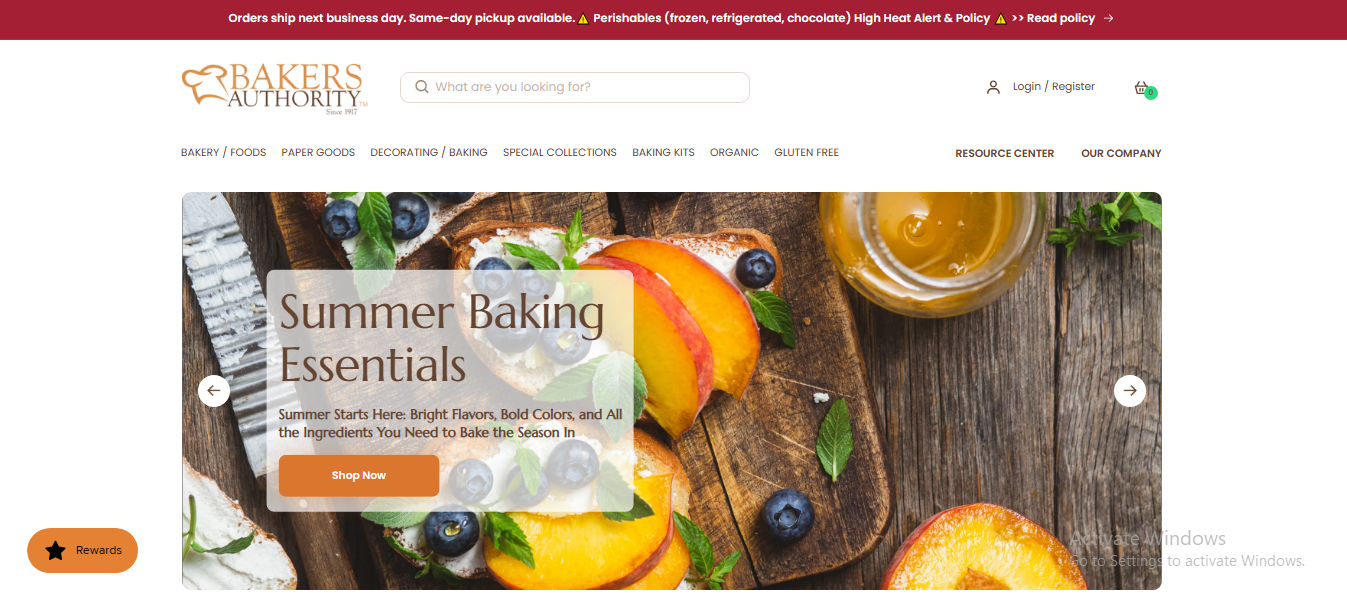 Orders ship next business day. Same-day pickup available.⚠️ Perishables (frozen, refrigerated, chocolate) High Heat Alert & Policy ⚠️ >> Read policy →
BAKERS
AUTHORITY™
Since 1917
What are you looking for?
Login / Register
0
BAKERY / FOODS PAPER GOODS DECORATING / BAKING SPECIAL COLLECTIONS BAKING KITS ORGANIC GLUTEN FREE
RESOURCE CENTER OUR COMPANY
Summer Baking
Essentials
Summer Starts Here: Bright Flavors, Bold Colors, and All
the Ingredients You Need to Bake the Season In
Shop Now
Rewards
Activate Windows
Go to Settings to activate Windows.